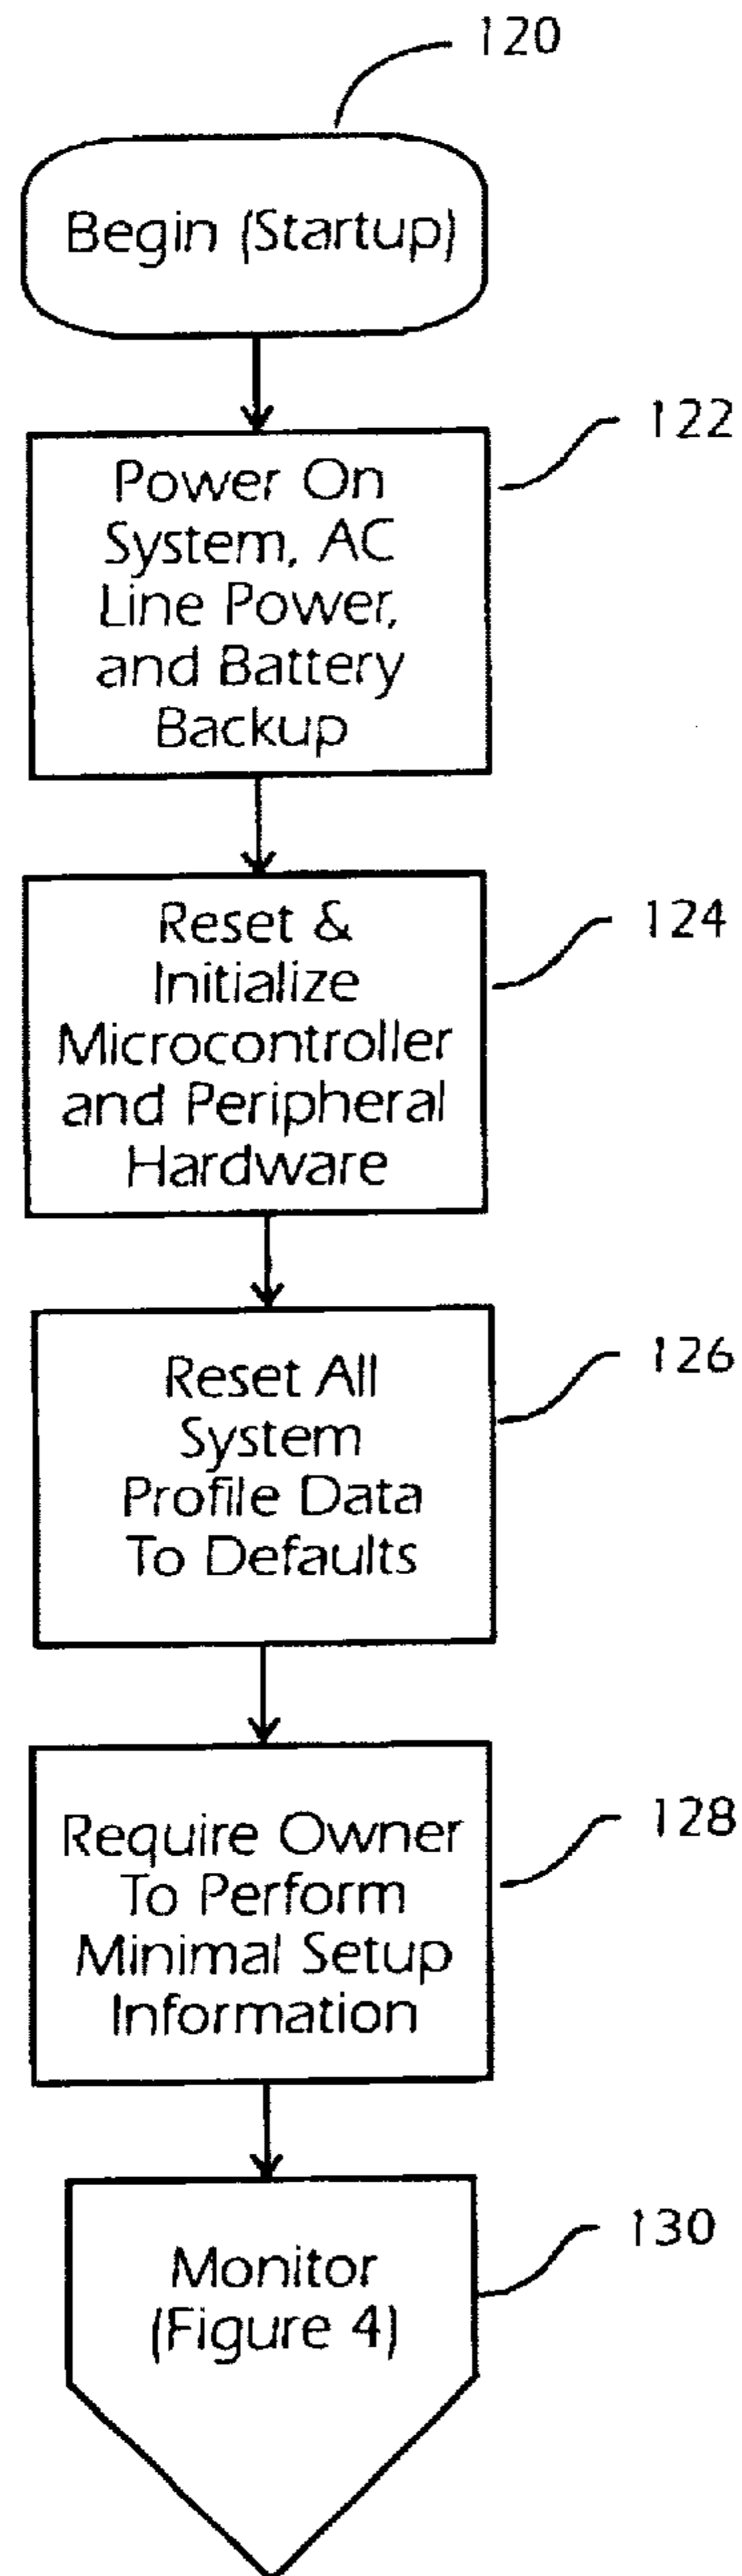 120
Begin (Startup)
122
Power On
System, AC
Line Power,
and Battery
Backup
124
Reset &
Initialize
Microcontroller
and Peripheral
Hardware
126
Reset All
System
Profile Data
To Defaults
128
Require Owner
To Perform
Minimal Setup
Information
130
Monitor
(Figure 4)